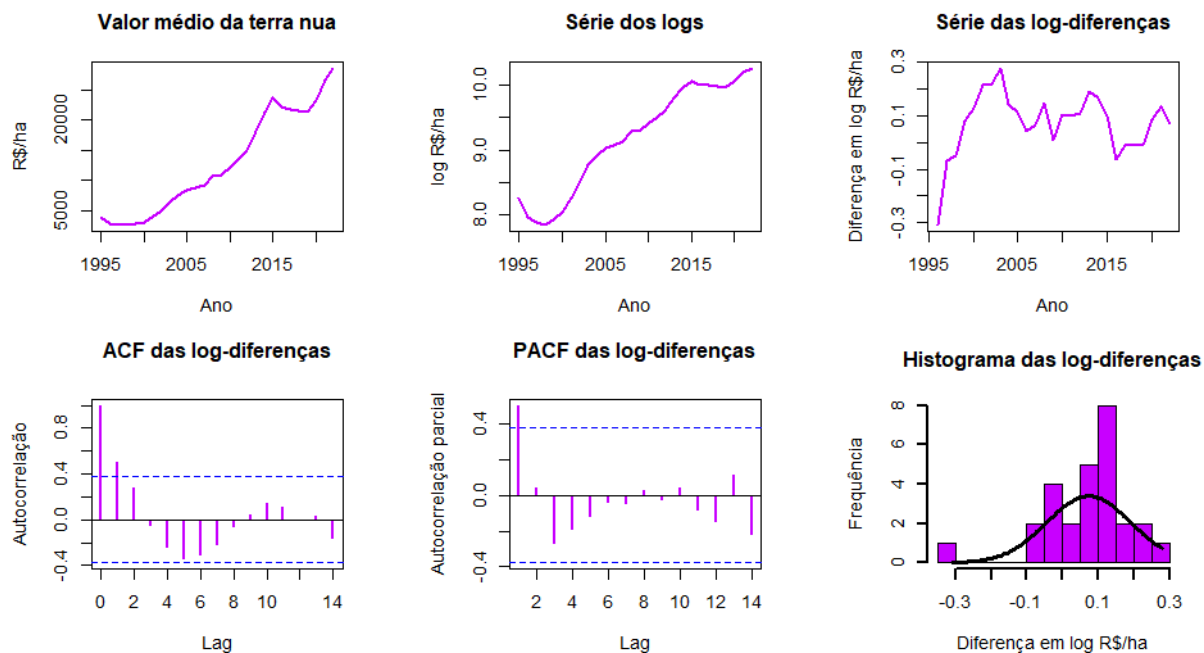 Valor médio da terra nua
R$/ha
20000
5000
1995 2005 2015
Ano
Série dos logs
log R$/ha
10.0
9.0
8.0
1995 2005 2015
Ano
Série das log-diferenças
Diferença em log R$/ha
0.3
0.1
-0.1
-0.3
1995 2005 2015
Ano
ACF das log-diferenças
Autocorrelação
0.8
0.4
0.0
-0.4
0 2 4 6 8 10 14
Lag
PACF das log-diferenças
Autocorrelação parcial
0.4
0.0
-0.4
2 4 6 8 10 12 14
Lag
Histograma das log-diferenças
Frequência
8
6
4
2
0
-0.3 -0.1 0.1 0.3
Diferença em log R$/ha